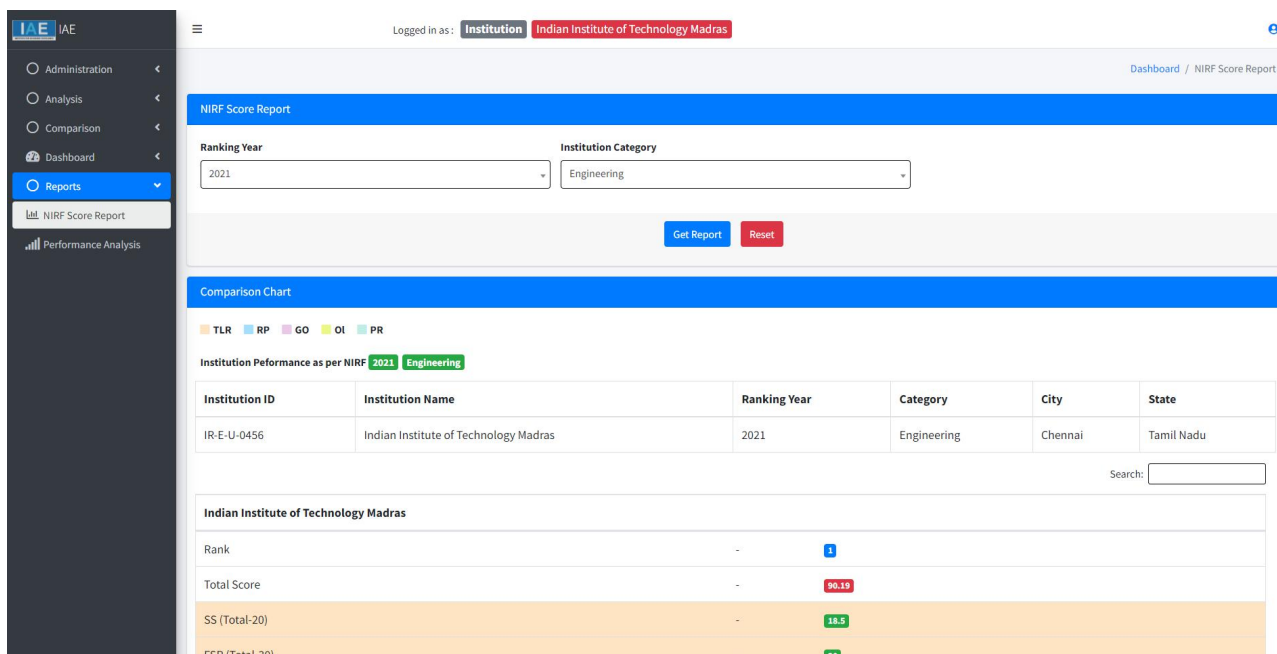 IAE IAE
Logged in as : Institution Indian Institute of Technology Madras
Administration
Analysis
Comparison
Dashboard
Reports
NIRF Score Report
Performance Analysis
Dashboard / NIRF Score Report
NIRF Score Report
Ranking Year Institution Category
2021 Engineering
Get Report Reset
Comparison Chart
TLR RP GO OI PR
Institution Peformance as per NIRF 2021 Engineering
Institution ID Institution Name Ranking Year Category City State
IR-E-U-0456 Indian Institute of Technology Madras 2021 Engineering Chennai Tamil Nadu
Search:
Indian Institute of Technology Madras
Rank - 1
Total Score - 90.19
SS (Total-20) - 18.5